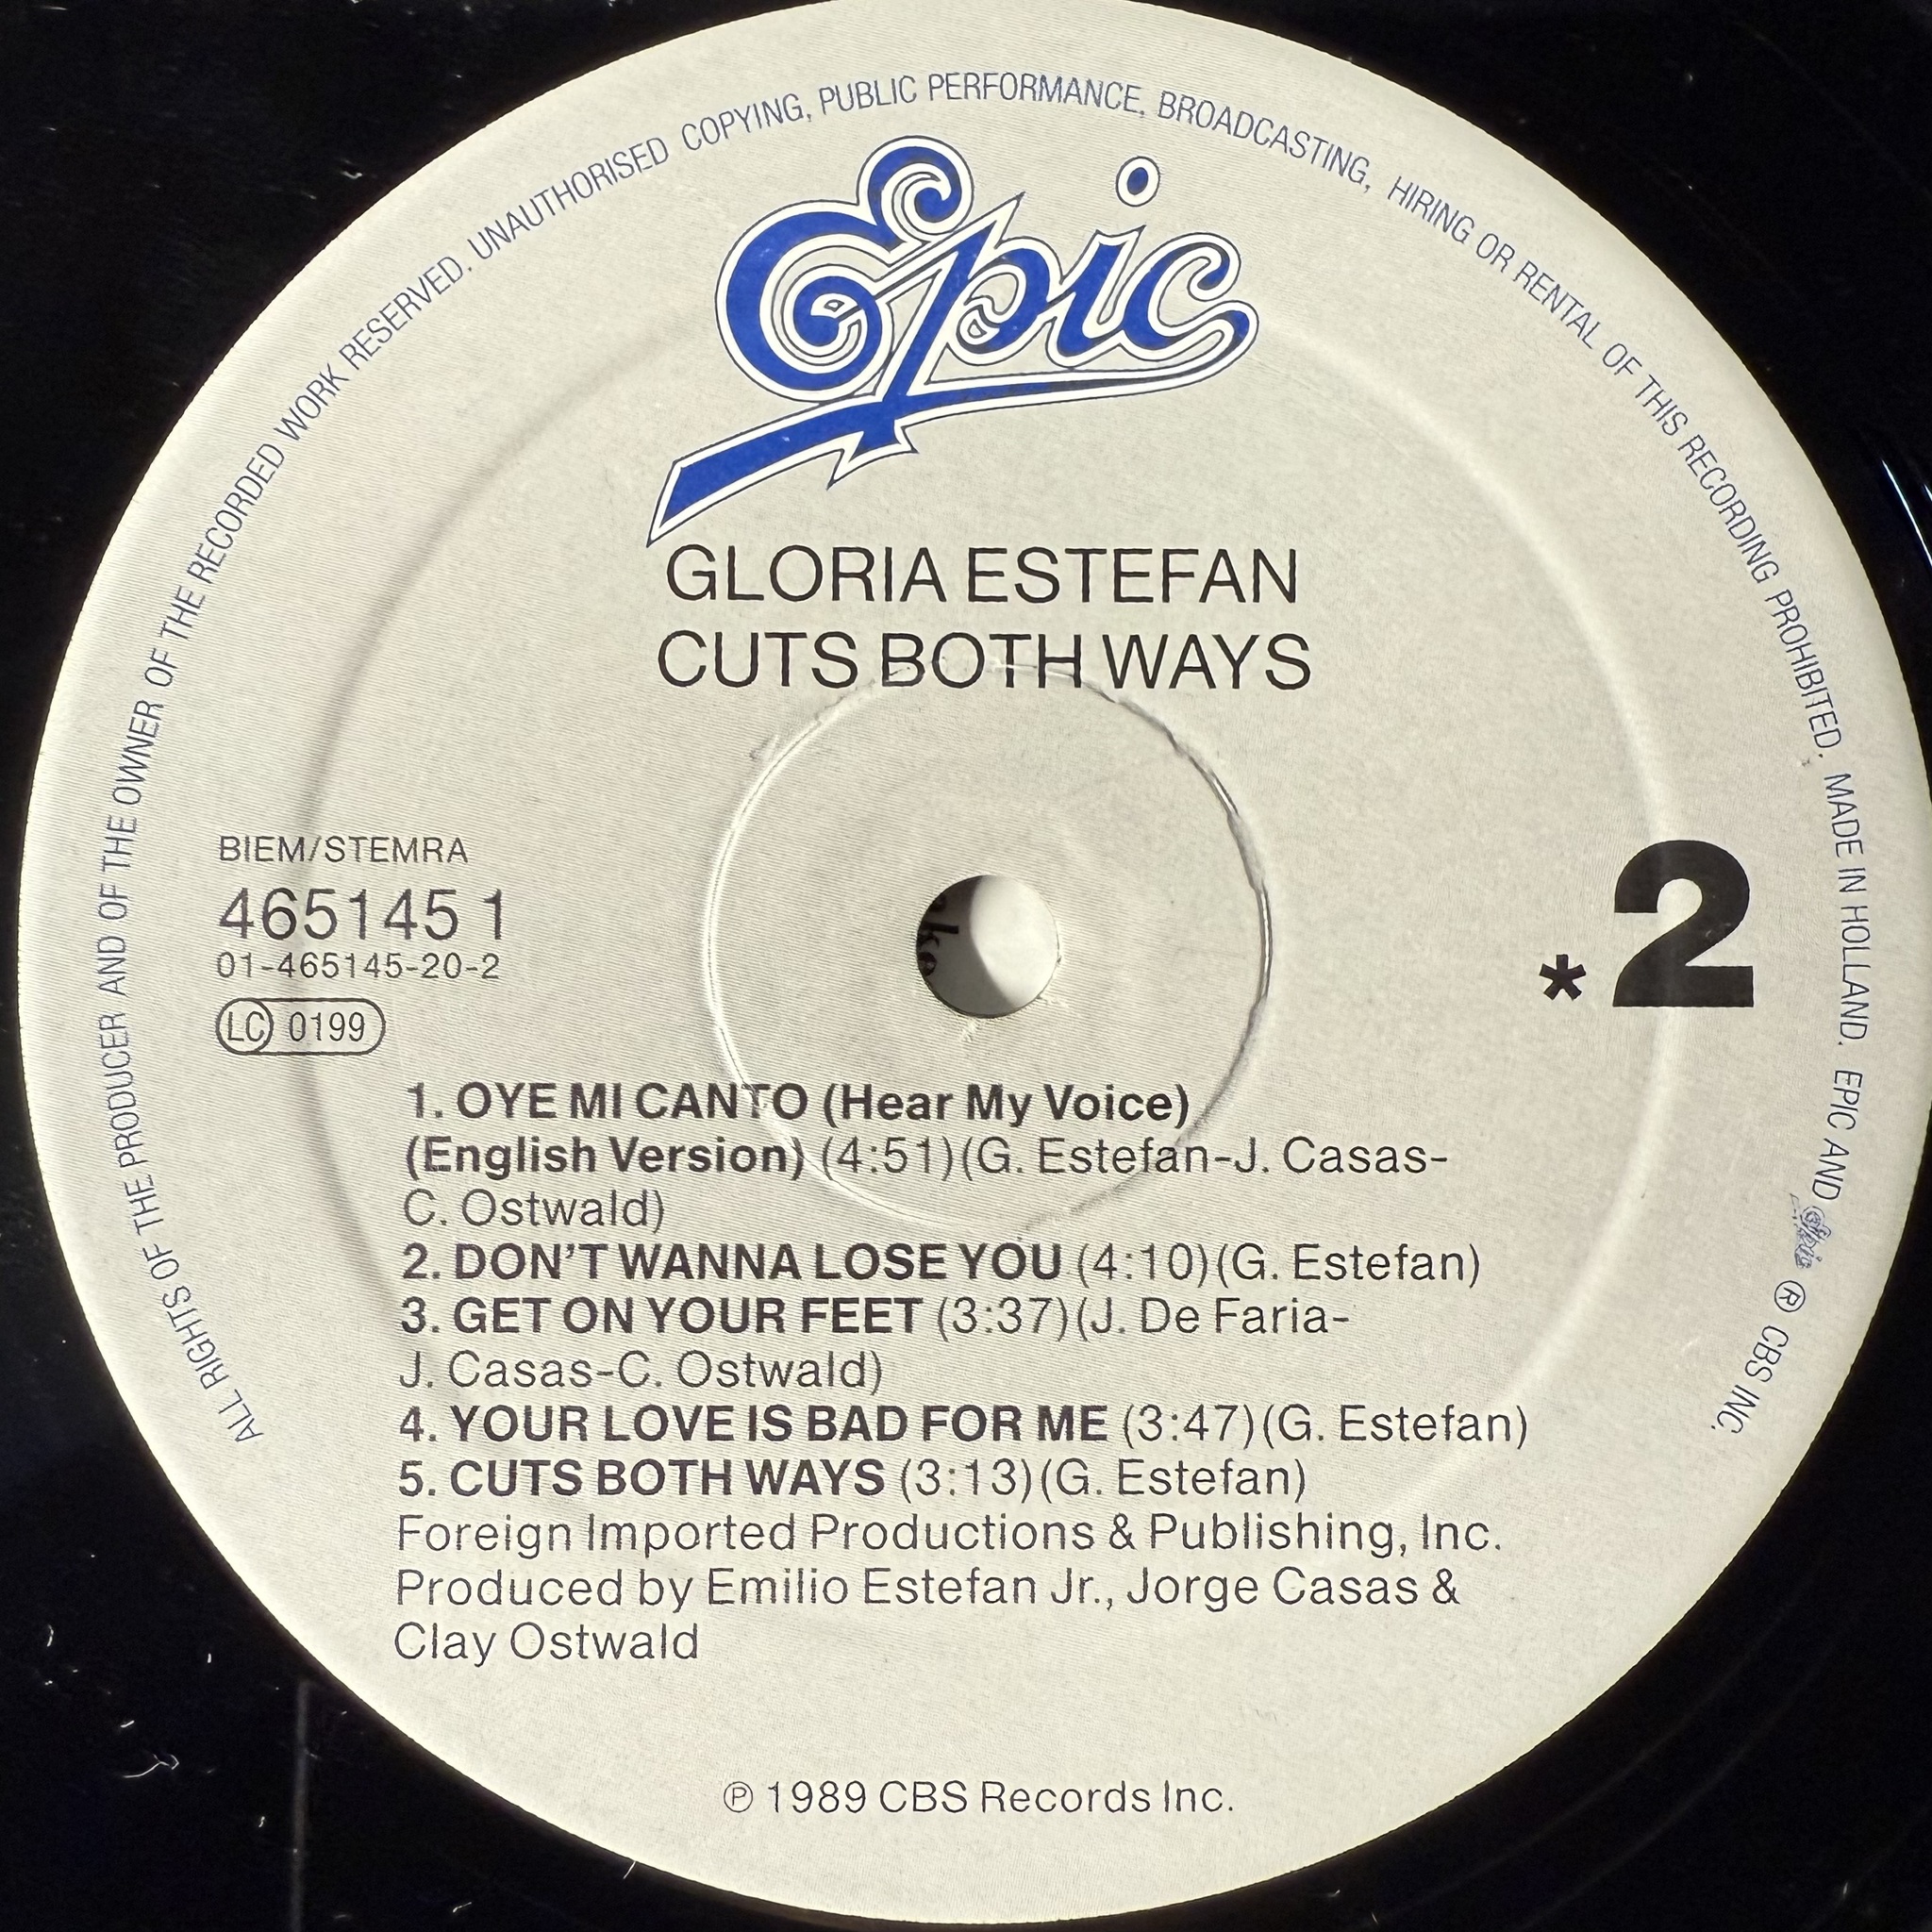 ALL RIGHTS OF THE PRODUCER AND OF THE OWNER OF THE RECORDED WORK RESERVED. UNAUTHORISED COPYING, PUBLIC PERFORMANCE, BROADCASTING, HIRING OR RENTAL OF THIS RECORDING PROHIBITED. MADE IN HOLLAND. EPIC AND Epic ® CBS INC.
Epic
GLORIA ESTEFAN
CUTS BOTH WAYS
BIEM/STEMRA
465145 1
01-465145-20-2
LC 0199
*2
1. OYE MI CANTO (Hear My Voice)
(English Version) (4:51)(G. Estefan-J. Casas-
C. Ostwald)
2. DON'T WANNA LOSE YOU (4:10)(G. Estefan)
3. GET ON YOUR FEET (3:37)(J. De Faria-
J. Casas-C. Ostwald)
4. YOUR LOVE IS BAD FOR ME (3:47)(G. Estefan)
5. CUTS BOTH WAYS (3:13)(G. Estefan)
Foreign Imported Productions & Publishing, Inc.
Produced by Emilio Estefan Jr., Jorge Casas &
Clay Ostwald
℗ 1989 CBS Records Inc.